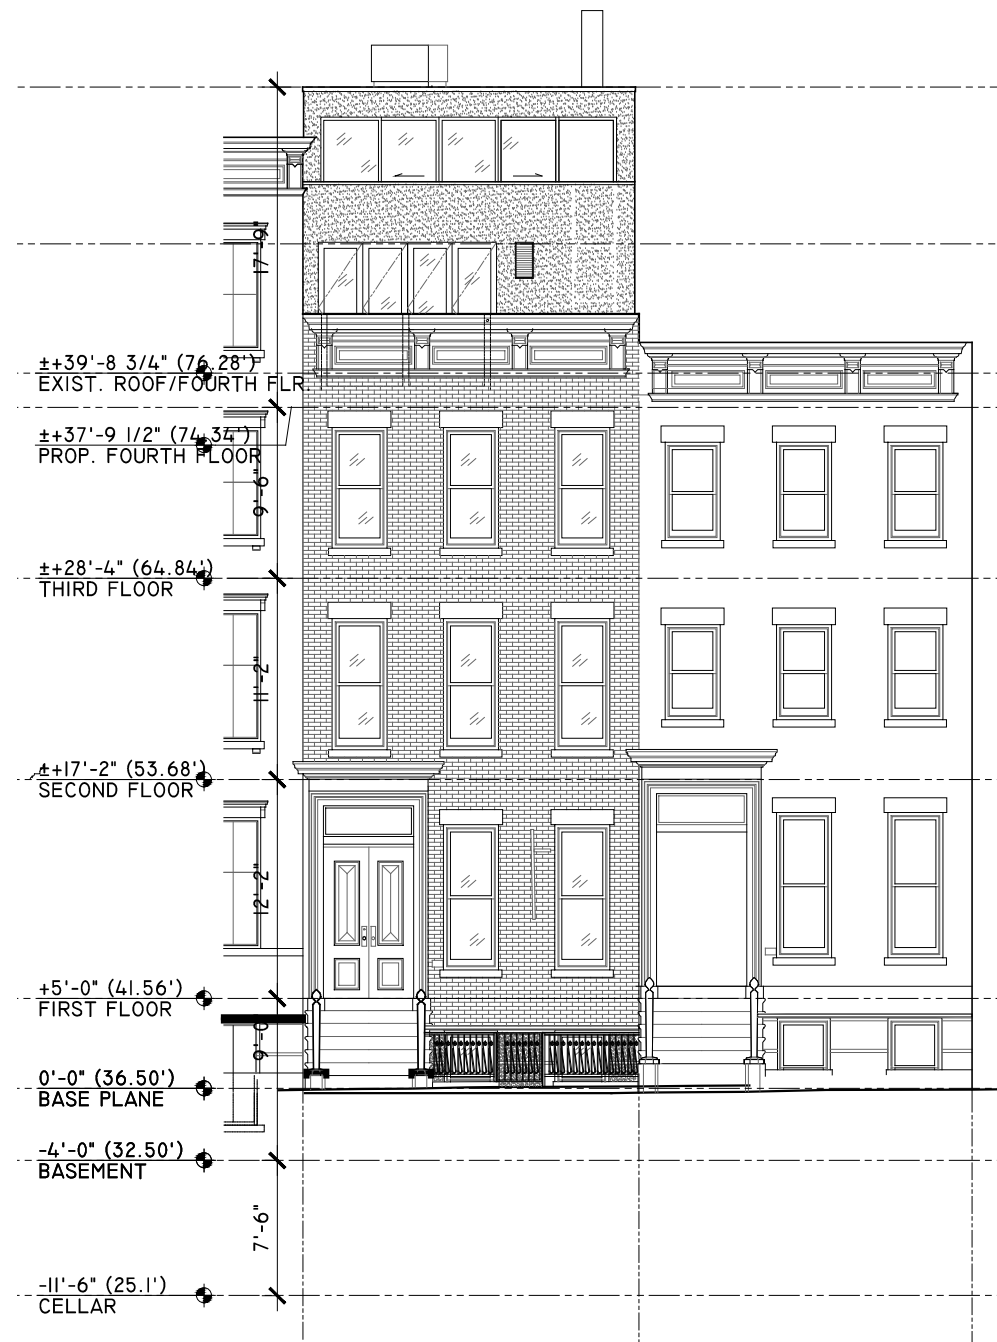 17'-9"
±+39'-8 3/4" (76.28')
EXIST. ROOF/FOURTH FLR.
±+37'-9 1/2" (74.34')
PROP. FOURTH FLOOR
9'-6"
±+28'-4" (64.84')
THIRD FLOOR
11'-2"
±+17'-2" (53.68')
SECOND FLOOR
12'-2"
+5'-0" (41.56')
FIRST FLOOR
9'-0
0'-0" (36.50')
BASE PLANE
-4'-0" (32.50')
BASEMENT
7'-6"
-11'-6" (25.1')
CELLAR